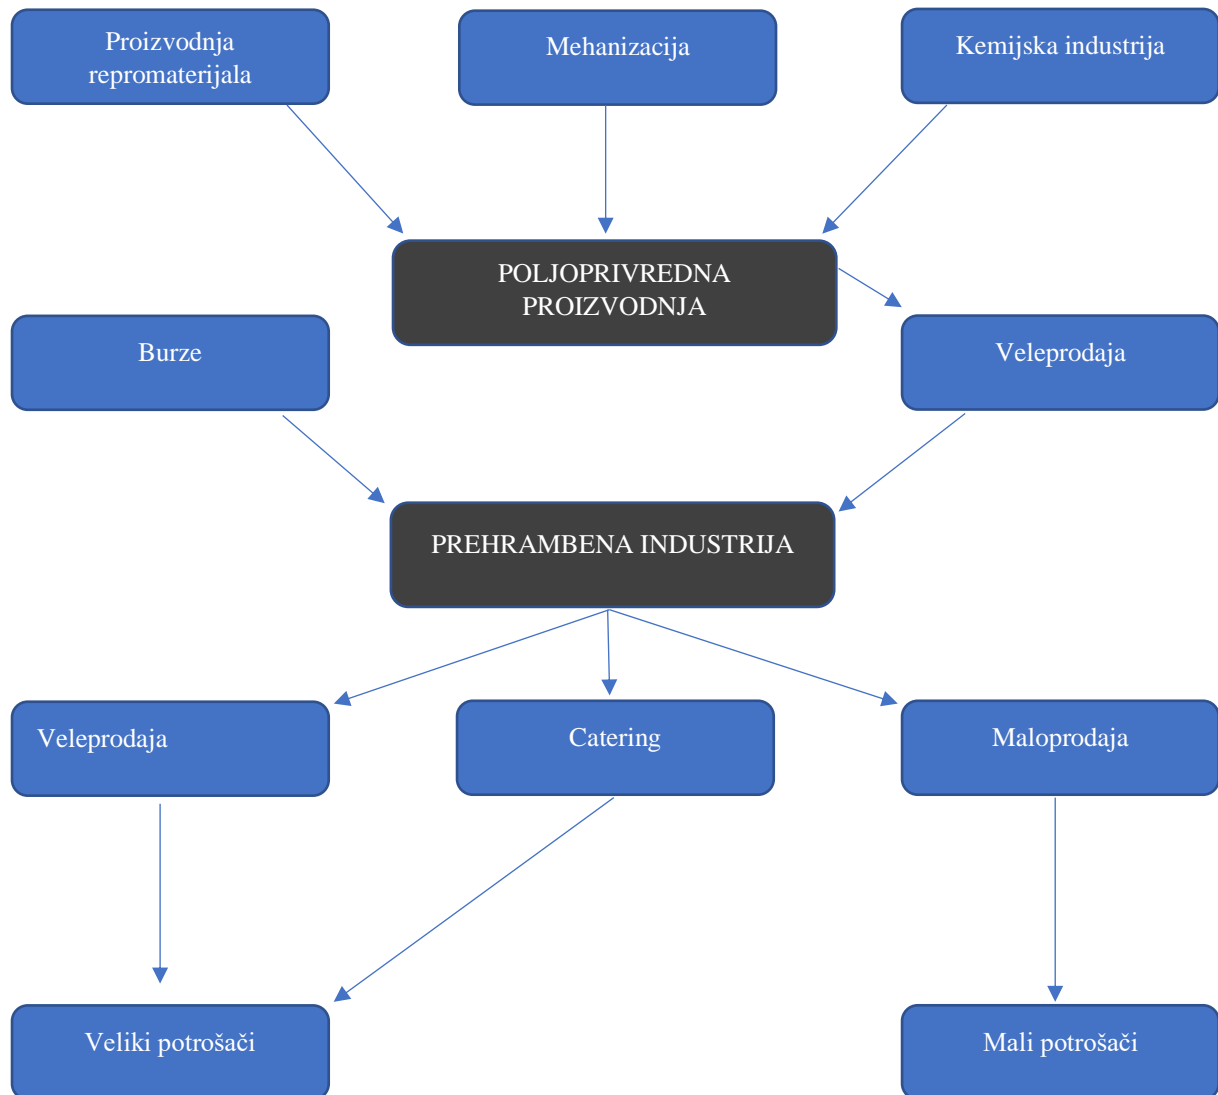 Proizvodnja
repromaterijala
Mehanizacija
Kemijska industrija
POLJOPRIVREDNA
PROIZVODNJA
Burze
Veleprodaja
PREHRAMBENA INDUSTRIJA
Veleprodaja
Catering
Maloprodaja
Veliki potrošači
Mali potrošači